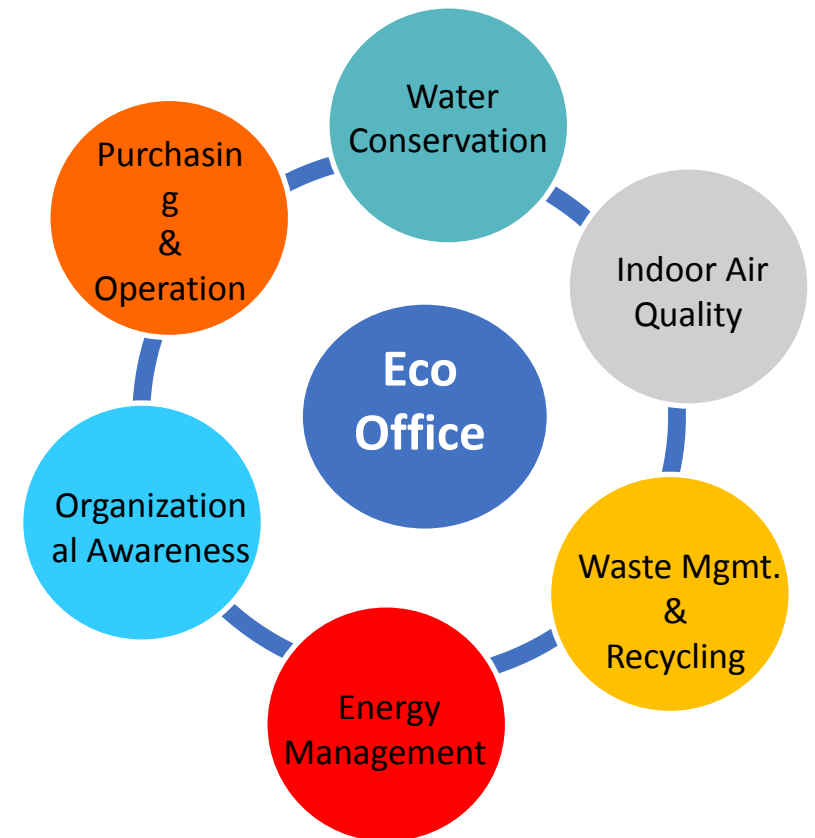 Water
Conservation
Indoor Air
Quality
Waste Mgmt.
&
Recycling
Energy
Management
Organization
al Awareness
Purchasin
g
&
Operation
Eco
Office